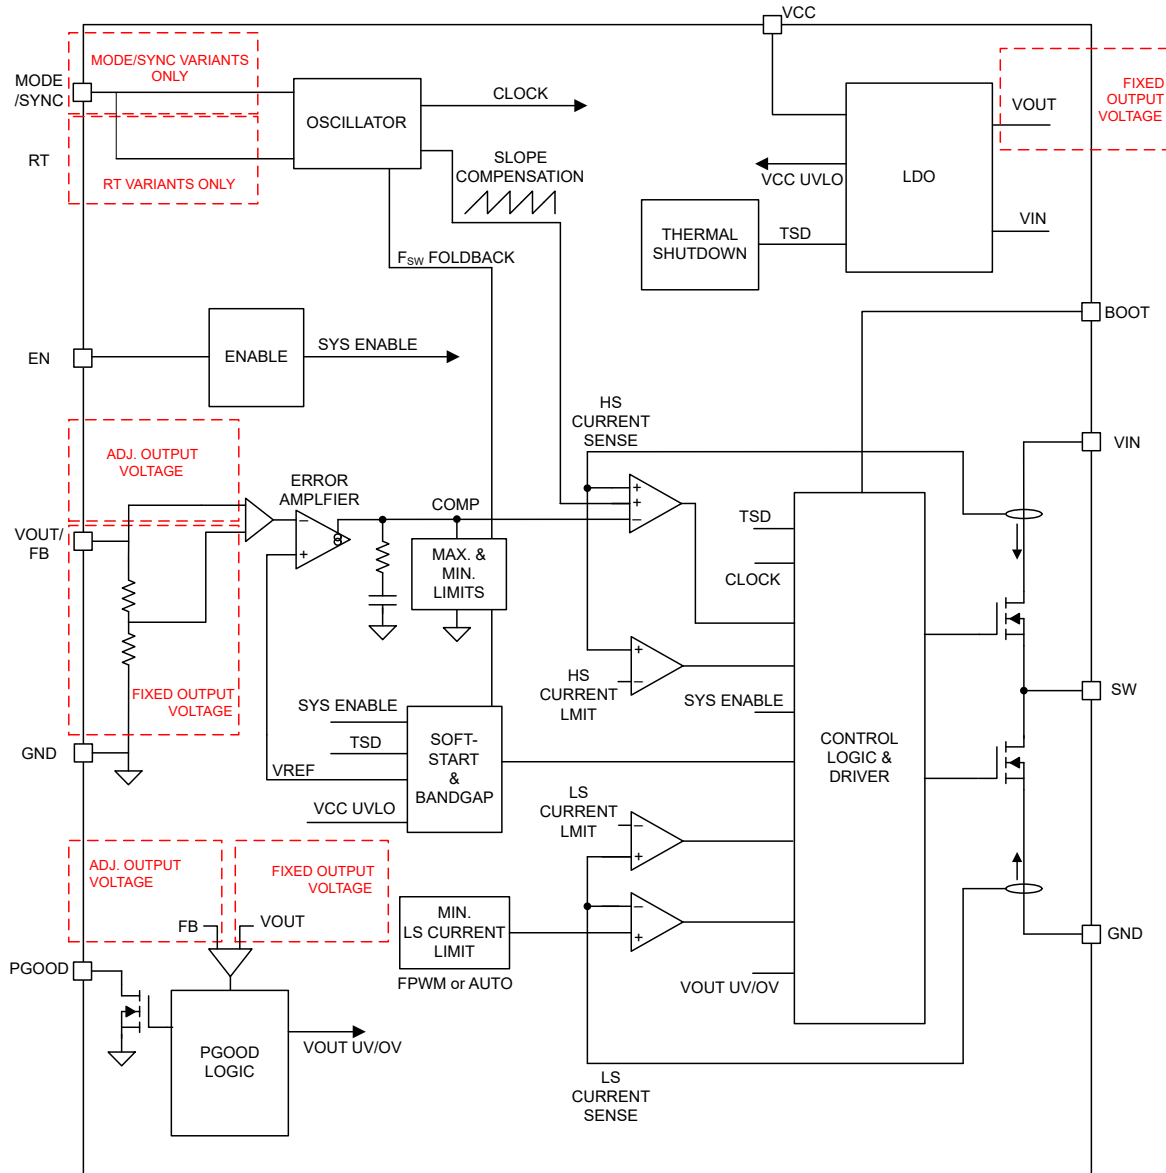 VCC
MODE/SYNC VARIANTS
ONLY
MODE
/SYNC
RT
RT VARIANTS ONLY
OSCILLATOR
CLOCK
SLOPE
COMPENSATION
FSW FOLDBACK
FIXED
OUTPUT
VOLTAGE
VOUT
LDO
VCC UVLO
VIN
THERMAL
SHUTDOWN
TSD
BOOT
EN
ENABLE
SYS ENABLE
HS
CURRENT
SENSE
VIN
ADJ. OUTPUT
VOLTAGE
ERROR
AMPLFIER
COMP
VOUT/
FB
MAX. &
MIN.
LIMITS
TSD
CLOCK
FIXED OUTPUT
VOLTAGE
HS
CURRENT
LMIT
SYS ENABLE
SW
GND
SYS ENABLE
TSD
VREF
VCC UVLO
SOFT-
START
&
BANDGAP
CONTROL
LOGIC &
DRIVER
LS
CURRENT
LMIT
ADJ. OUTPUT
VOLTAGE
FIXED OUTPUT
VOLTAGE
FB
VOUT
MIN.
LS CURRENT
LIMIT
FPWM or AUTO
GND
PGOOD
VOUT UV/OV
PGOOD
LOGIC
VOUT UV/OV
LS
CURRENT
SENSE